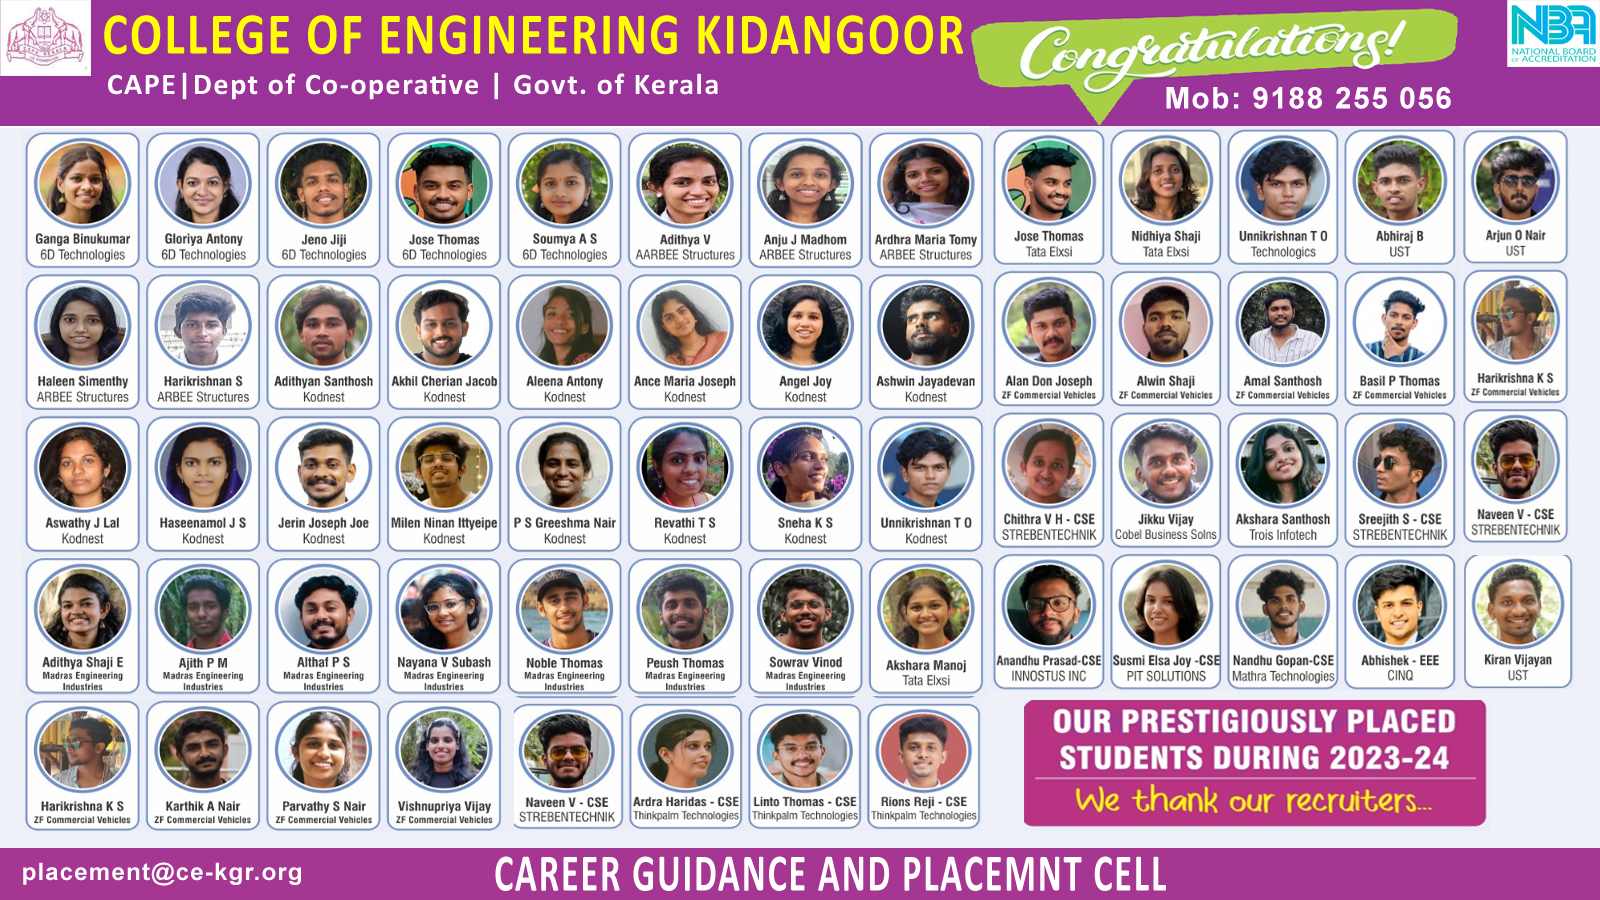 COLLEGE OF ENGINEERING KIDANGOOR
CAPE|Dept of Co-operative | Govt. of Kerala
Congratulations!
Mob: 9188 255 056
NBA
NATIONAL BOARD
OF ACCREDITATION
Ganga Binukumar
6D Technologies
Gloriya Antony
6D Technologies
Jeno Jiji
6D Technologies
Jose Thomas
6D Technologies
Soumya A S
6D Technologies
Adithya V
AARBEE Structures
Anju J Madhom
ARBEE Structures
Ardhra Maria Tomy
ARBEE Structures
Jose Thomas
Tata Elxsi
Nidhiya Shaji
Tata Elxsi
Unnikrishnan T O
Technologics
Abhiraj B
UST
Arjun O Nair
UST
Haleen Simenthy
ARBEE Structures
Harikrishnan S
ARBEE Structures
Adithyan Santhosh
Kodnest
Akhil Cherian Jacob
Kodnest
Aleena Antony
Kodnest
Ance Maria Joseph
Kodnest
Angel Joy
Kodnest
Ashwin Jayadevan
Kodnest
Alan Don Joseph
ZF Commercial Vehicles
Alwin Shaji
ZF Commercial Vehicles
Amal Santhosh
ZF Commercial Vehicles
Basil P Thomas
ZF Commercial Vehicles
Harikrishna K S
ZF Commercial Vehicles
Aswathy J Lal
Kodnest
Haseenamol J S
Kodnest
Jerin Joseph Joe
Kodnest
Milen Ninan Ittyeipe
Kodnest
P S Greeshma Nair
Kodnest
Revathi T S
Kodnest
Sneha K S
Kodnest
Unnikrishnan T O
Kodnest
Chithra V H - CSE
STREBENTECHNIK
Jikku Vijay
Cobel Business Solns
Akshara Santhosh
Trois Infotech
Sreejith S - CSE
STREBENTECHNIK
Naveen V - CSE
STREBENTECHNIK
Adithya Shaji E
Madras Engineering
Industries
Ajith P M
Madras Engineering
Industries
Althaf P S
Madras Engineering
Industries
Nayana V Subash
Madras Engineering
Industries
Noble Thomas
Madras Engineering
Industries
Peush Thomas
Madras Engineering
Industries
Sowrav Vinod
Madras Engineering
Industries
Akshara Manoj
Tata Elxsi
Anandhu Prasad-CSE
INNOSTUS INC
Susmi Elsa Joy -CSE
PIT SOLUTIONS
Nandhu Gopan-CSE
Mathra Technologies
Abhishek - EEE
CINQ
Kiran Vijayan
UST
Harikrishna K S
ZF Commercial Vehicles
Karthik A Nair
ZF Commercial Vehicles
Parvathy S Nair
ZF Commercial Vehicles
Vishnupriya Vijay
ZF Commercial Vehicles
Naveen V - CSE
STREBENTECHNIK
Ardra Haridas - CSE
Thinkpalm Technologies
Linto Thomas - CSE
Thinkpalm Technologies
Rions Reji - CSE
Thinkpalm Technologies
OUR PRESTIGIOUSLY PLACED
STUDENTS DURING 2023-24
We thank our recruiters...
placement@ce-kgr.org
CAREER GUIDANCE AND PLACEMNT CELL